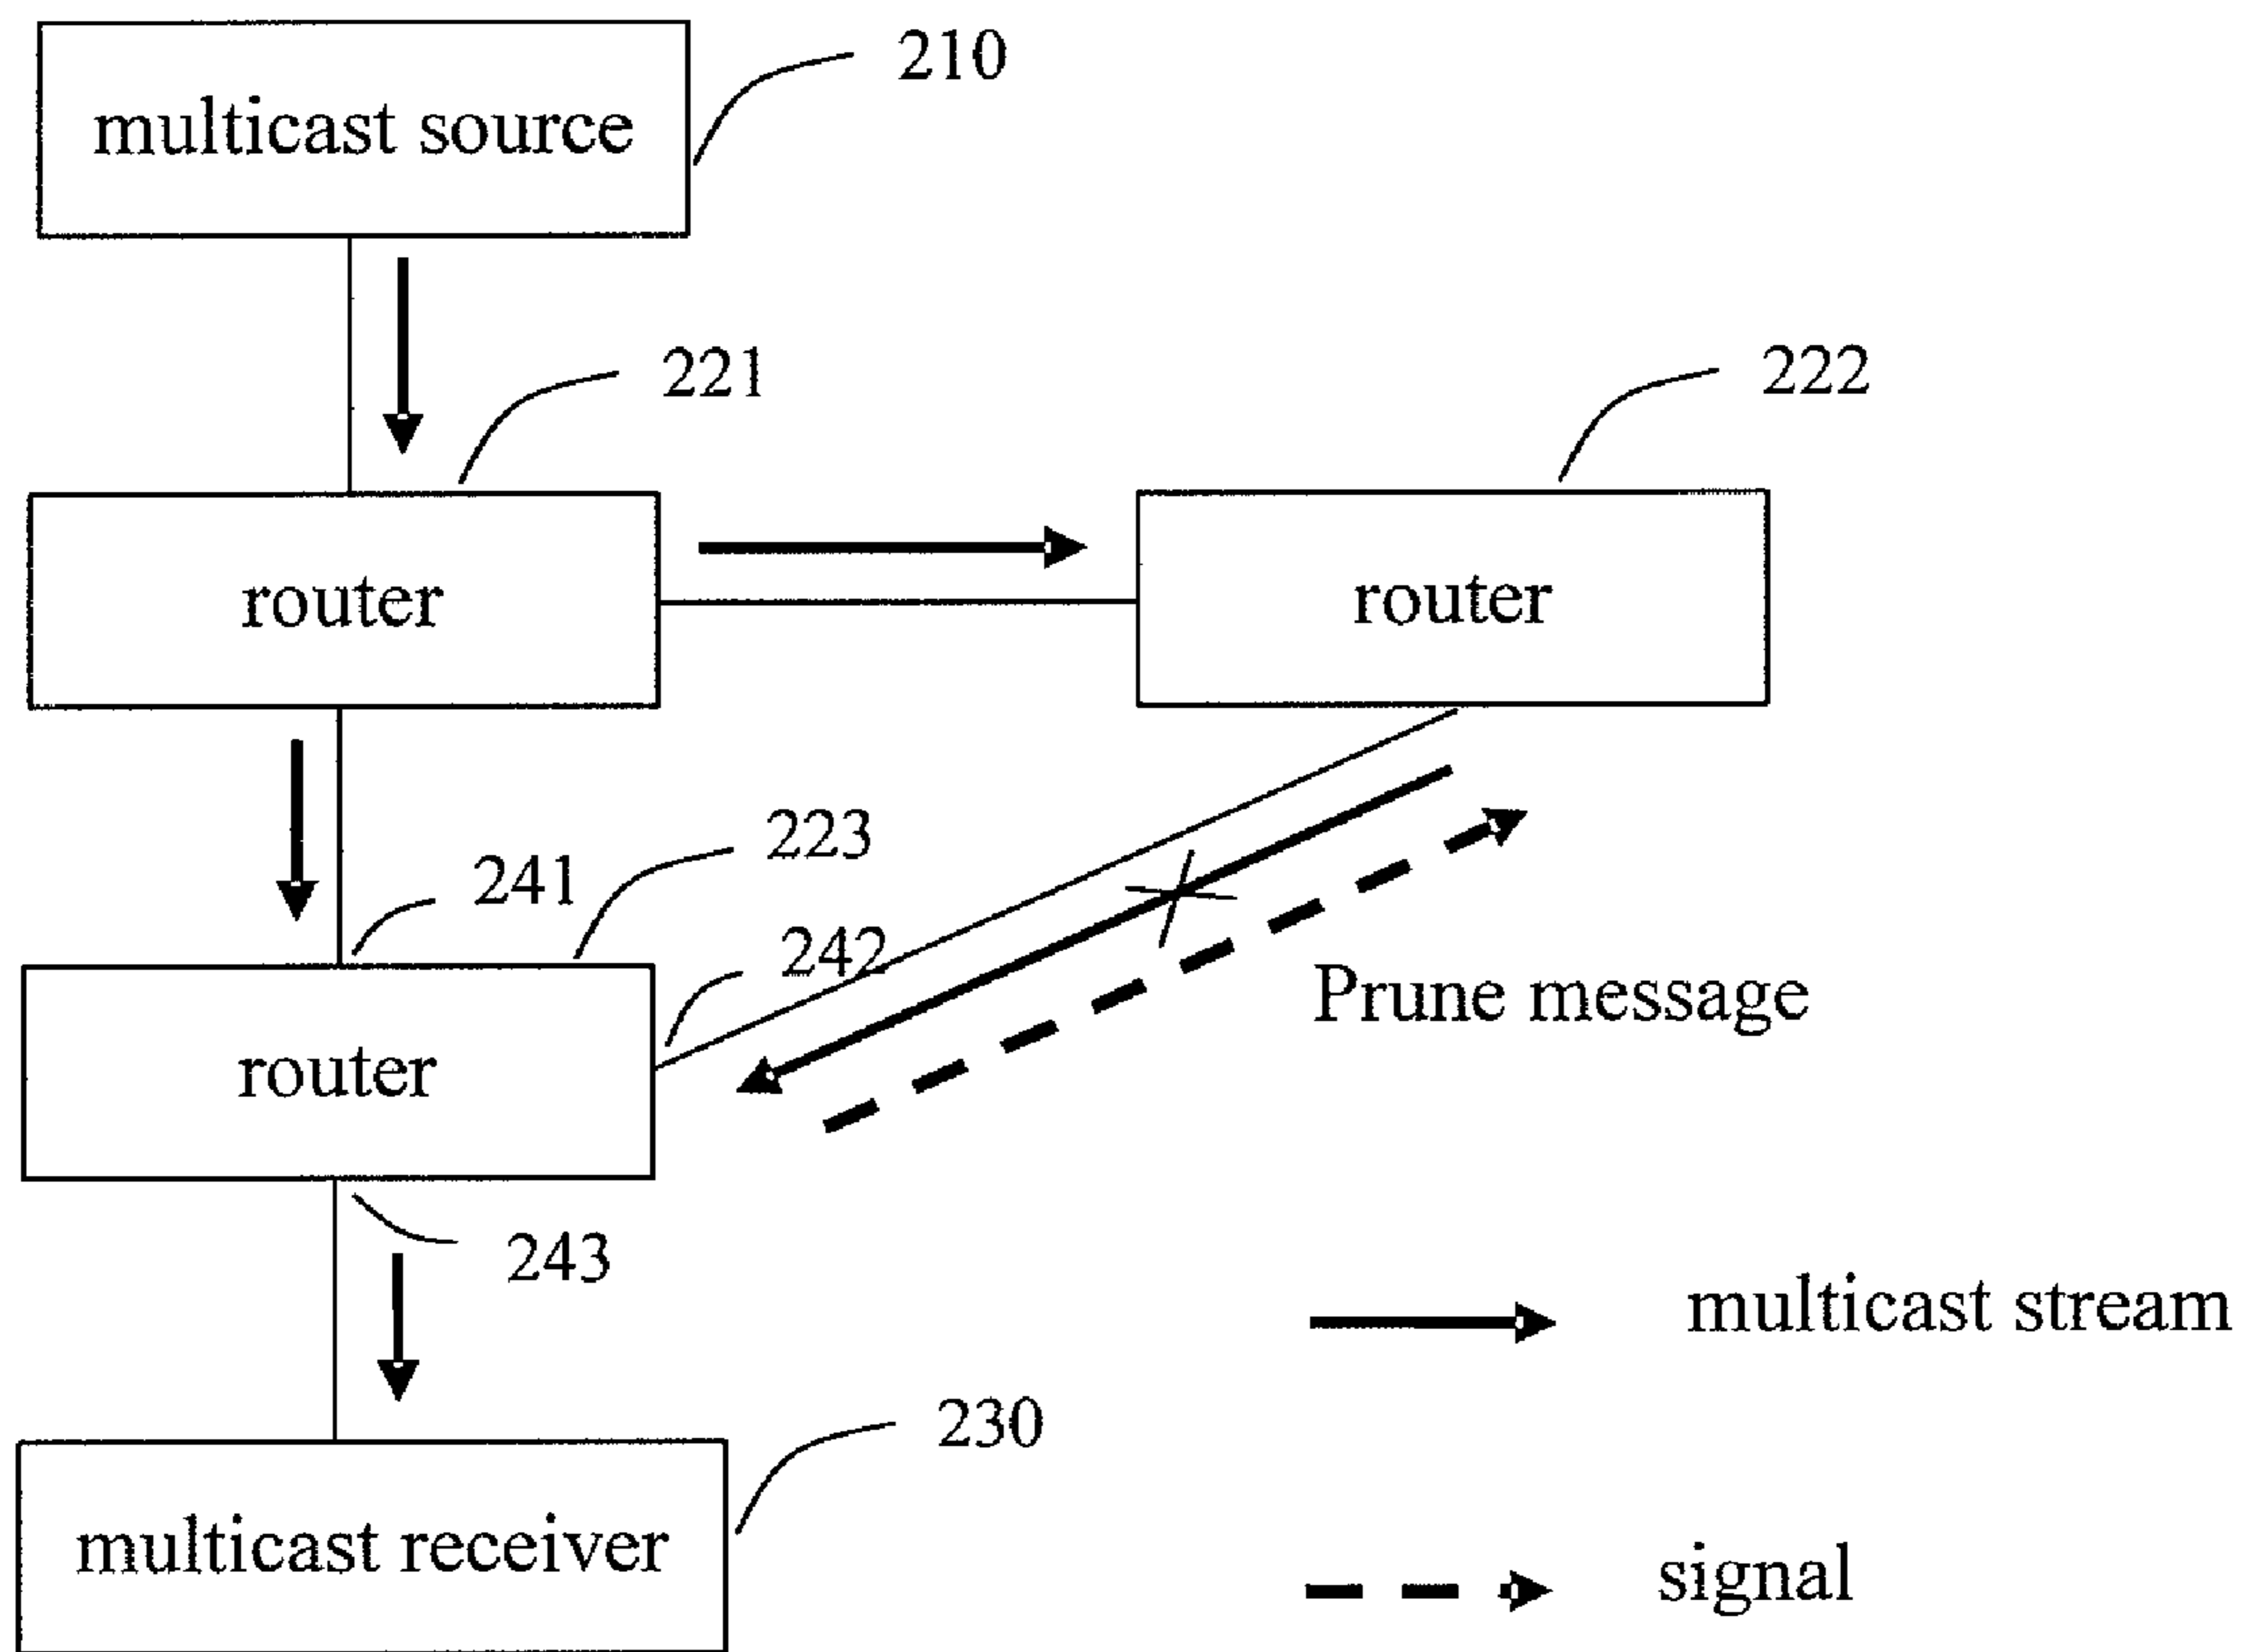 210
multicast source
221
222
router
router
223
241
242
Prune message
router
243
multicast stream
230
multicast receiver
signal